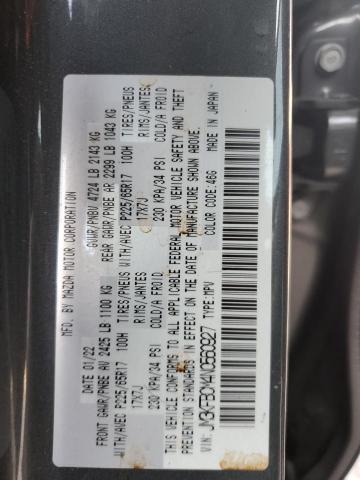 MFD. BY MAZDA MOTOR CORPORATION
01/22 GVWR/PNBV 4724 LB 2143 KG
FRONT GAWR/PNBE AV 2425 LB 1100 KG REAR GAWR/PNBE AR 2299 LB 1043 KG
WITH/AVEC P225/65R17 100H TIRES/PNEUS WITH/AVEC P225/65R17 100H TIRES/PNEUS
17X7J RIMS/JANTES 17X7J RIMS/JANTES
230 KPA/34 PSI COLD/A FROID 230 KPA/34 PSI COLD/A FROID
THIS VEHICLE CONFORMS TO ALL APPLICABLE FEDERAL MOTOR VEHICLE SAFETY AND THEFT
PREVENTION STANDARDS IN EFFECT ON THE DATE OF MANUFACTURE SHOWN ABOVE.
MADE IN JAPAN
COLOR CODE:46G
TYPE:MPV
VIN: JM3KFBCM4N0560927